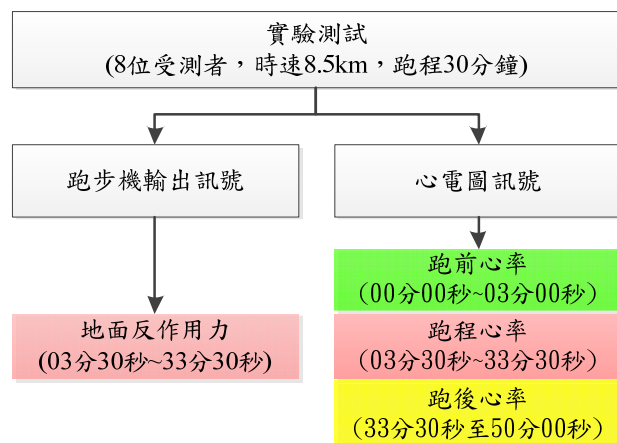 實驗測試
(8位受測者，時速8.5km，跑程30分鐘)
跑步機輸出訊號
心電圖訊號
地面反作用力
(03分30秒~33分30秒)
跑前心率
（00分00秒~03分00秒）
跑程心率
（03分30秒~33分30秒）
跑後心率
（33分30秒至50分00秒）